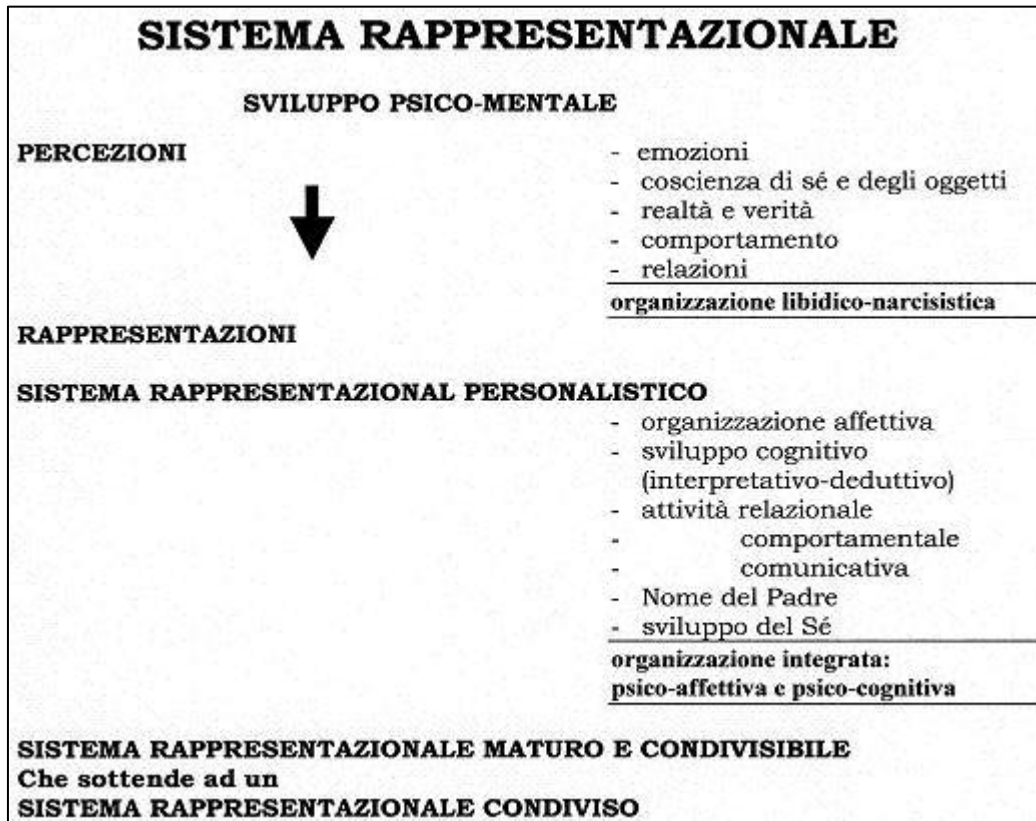 SISTEMA RAPPRESENTAZIONALE
SVILUPPO PSICO-MENTALE
PERCEZIONI
- emozioni
- coscienza di sé e degli oggetti
- realtà e verità
- comportamento
- relazioni
organizzazione libidico-narcisistica
RAPPRESENTAZIONI
SISTEMA RAPPRESENTAZIONAL PERSONALISTICO
- organizzazione affettiva
- sviluppo cognitivo
(interpretativo-deduttivo)
- attività relazionale
- comportamentale
- comunicativa
- Nome del Padre
- sviluppo del Sé
organizzazione integrata:
psico-affettiva e psico-cognitiva
SISTEMA RAPPRESENTAZIONALE MATURO E CONDIVISIBILE
Che sottende ad un
SISTEMA RAPPRESENTAZIONALE CONDIVISO